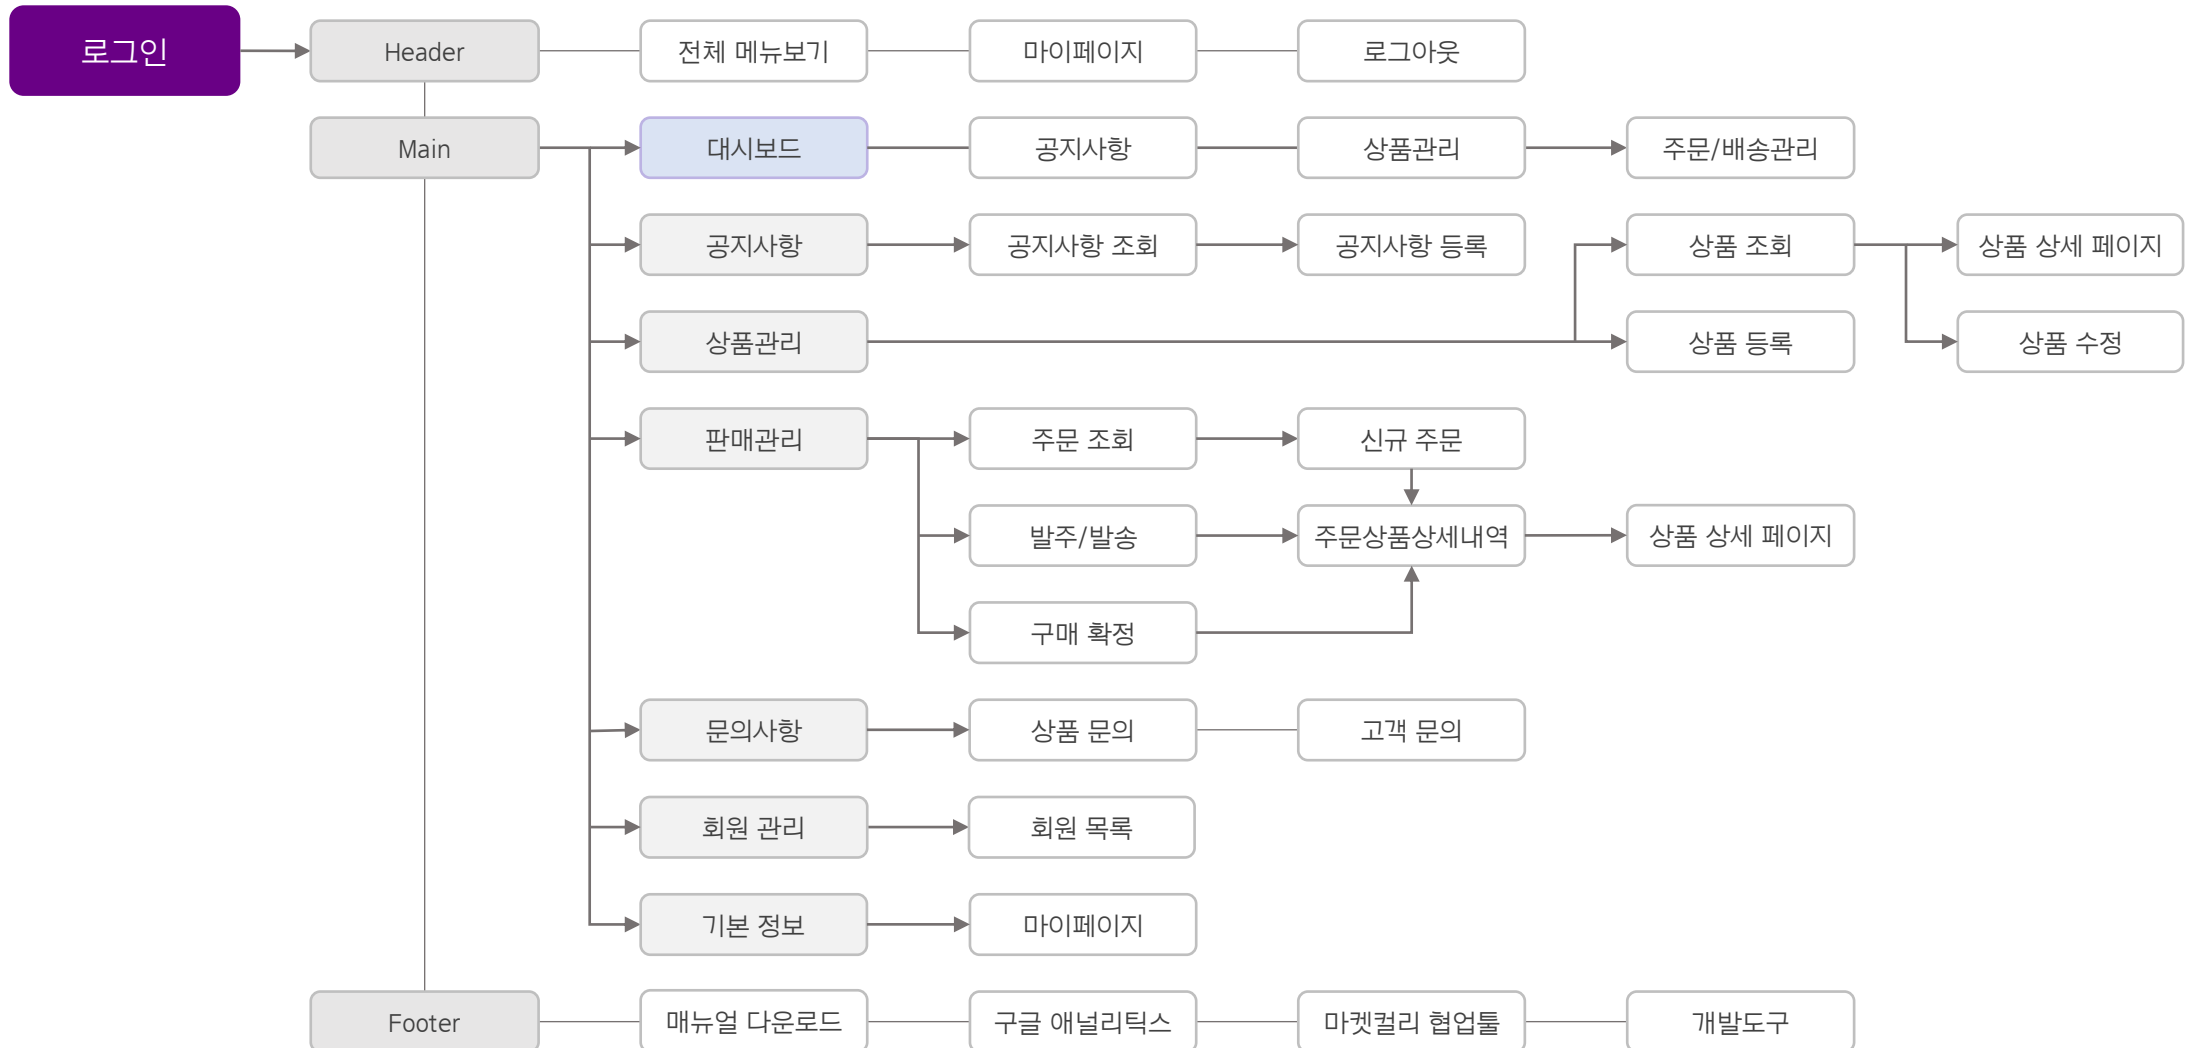 로그인
Header
전체 메뉴보기
마이페이지
로그아웃
Main
대시보드
공지사항
상품관리
주문/배송관리
공지사항
공지사항 조회
공지사항 등록
상품 조회
상품 상세 페이지
상품관리
상품 등록
상품 수정
판매관리
주문 조회
신규 주문
발주/발송
주문상품상세내역
상품 상세 페이지
구매 확정
문의사항
상품 문의
고객 문의
회원 관리
회원 목록
기본 정보
마이페이지
Footer
매뉴얼 다운로드
구글 애널리틱스
마켓컬리 협업툴
개발도구